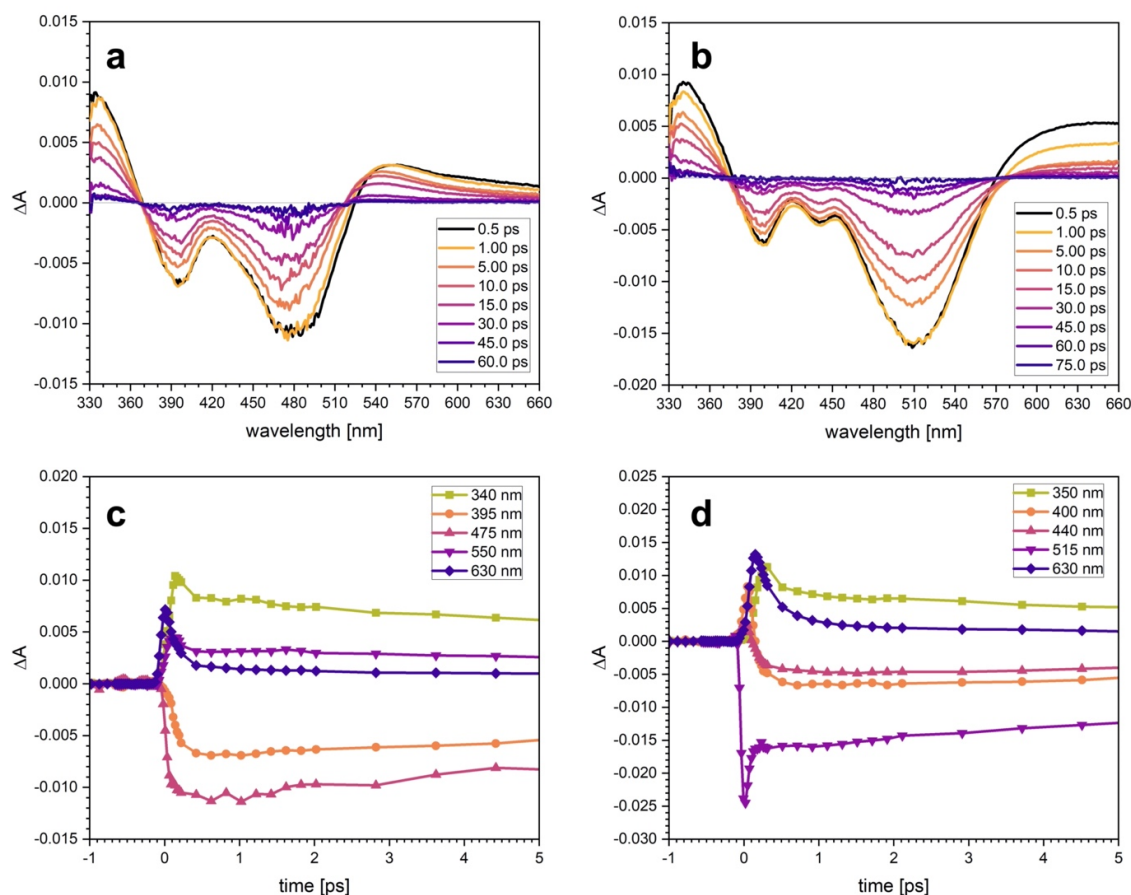 a
0.015
0.010
0.005
0.000
-0.005
-0.010
-0.015
ΔA
330 360 390 420 450 480 510 540 570 600 630 660
wavelength [nm]
0.5 ps
1.00 ps
5.00 ps
10.0 ps
15.0 ps
30.0 ps
45.0 ps
60.0 ps
b
0.015
0.010
0.005
0.000
-0.005
-0.010
-0.015
-0.020
ΔA
330 360 390 420 450 480 510 540 570 600 630 660
wavelength [nm]
0.5 ps
1.00 ps
5.00 ps
10.0 ps
15.0 ps
30.0 ps
45.0 ps
60.0 ps
75.0 ps
c
0.020
0.015
0.010
0.005
0.000
-0.005
-0.010
-0.015
ΔA
-1 0 1 2 3 4 5
time [ps]
340 nm
395 nm
475 nm
550 nm
630 nm
d
0.025
0.020
0.015
0.010
0.005
0.000
-0.005
-0.010
-0.015
-0.020
-0.025
-0.030
ΔA
-1 0 1 2 3 4 5
time [ps]
350 nm
400 nm
440 nm
515 nm
630 nm